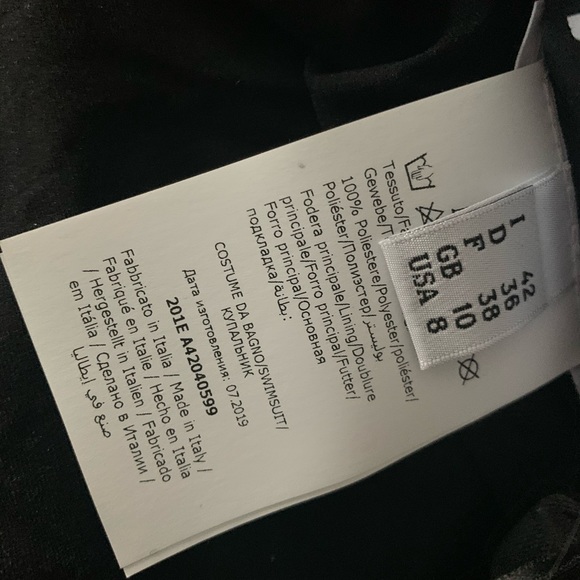 I 42
D 36
F 38
GB 10
USA 8
Tessuto/
Gewebe/
100% Poliestere/Polyester/poliéster/
Poliéster/Полиэстер/بوليستر
Fodera principale/Lining/Doublure
principale/Forro principal/Futter/
Forro principal/Основная
подкладка/بطانة:
COSTUME DA BAGNO/SWIMSUIT/
КУПАЛЬНИК
Дата изготовления: 07.2019
201E A42040599
Fabbricato in Italia / Made in Italy /
Fabriqué en Italie / Hecho en Italia
/ Hergestellt in Italien / Fabricado
em Itália / Сделано в Италии /
صنع في إيطاليا